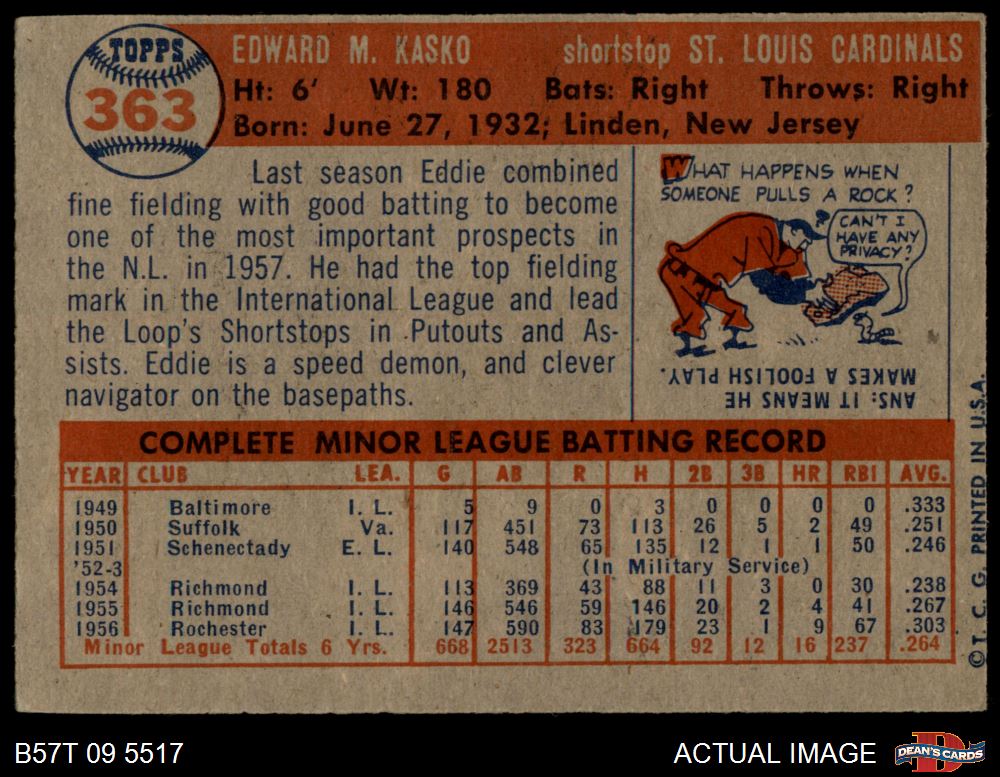 TOPPS
363
EDWARD M. KASKO shortstop ST. LOUIS CARDINALS
Ht: 6' Wt: 180 Bats: Right Throws: Right
Born: June 27, 1932; Linden, New Jersey
Last season Eddie combined
fine fielding with good batting to become
one of the most important prospects in
the N.L. in 1957. He had the top fielding
mark in the International League and lead
the Loop's Shortstops in Putouts and As-
sists. Eddie is a speed demon, and clever
navigator on the basepaths.
WHAT HAPPENS WHEN
SOMEONE PULLS A ROCK?
CAN'T I
HAVE ANY
PRIVACY?
ANS: IT MEANS HE
MAKES A FOOLISH PLAY.
COMPLETE MINOR LEAGUE BATTING RECORD
YEAR CLUB LEA. G AB R H 2B 3B HR RBI AVG.
1949 Baltimore I. L. 5 9 0 3 0 0 0 0 .333
1950 Suffolk Va. 117 451 73 113 26 5 2 49 .251
1951 Schenectady E. L. 140 548 65 135 12 1 1 50 .246
'52-3 (In Military Service)
1954 Richmond I. L. 113 369 43 88 11 3 0 30 .238
1955 Richmond I. L. 146 546 59 146 20 2 4 41 .267
1956 Rochester I. L. 147 590 83 179 23 1 9 67 .303
Minor League Totals 6 Yrs. 668 2513 323 664 92 12 16 237 .264
©T. C. G. PRINTED IN U.S.A.
B57T 09 5517 ACTUAL IMAGE
DEAN'S CARDS